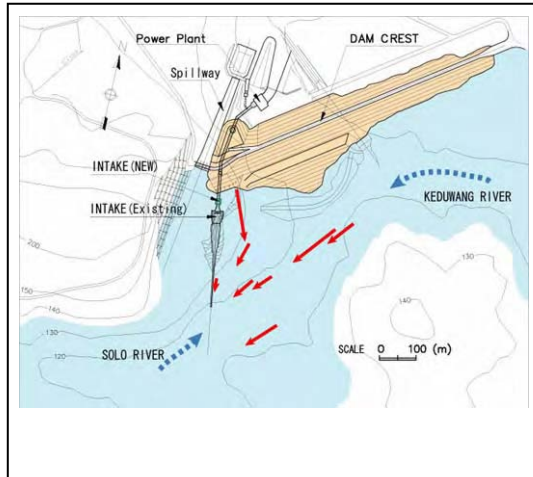 Power Plant
DAM CREST
Spillway
N
INTAKE(NEW)
KEDUWANG RIVER
INTAKE(Existing)
200
150
140
130
120
130
140
SOLO RIVER
SCALE 0 100 (m)